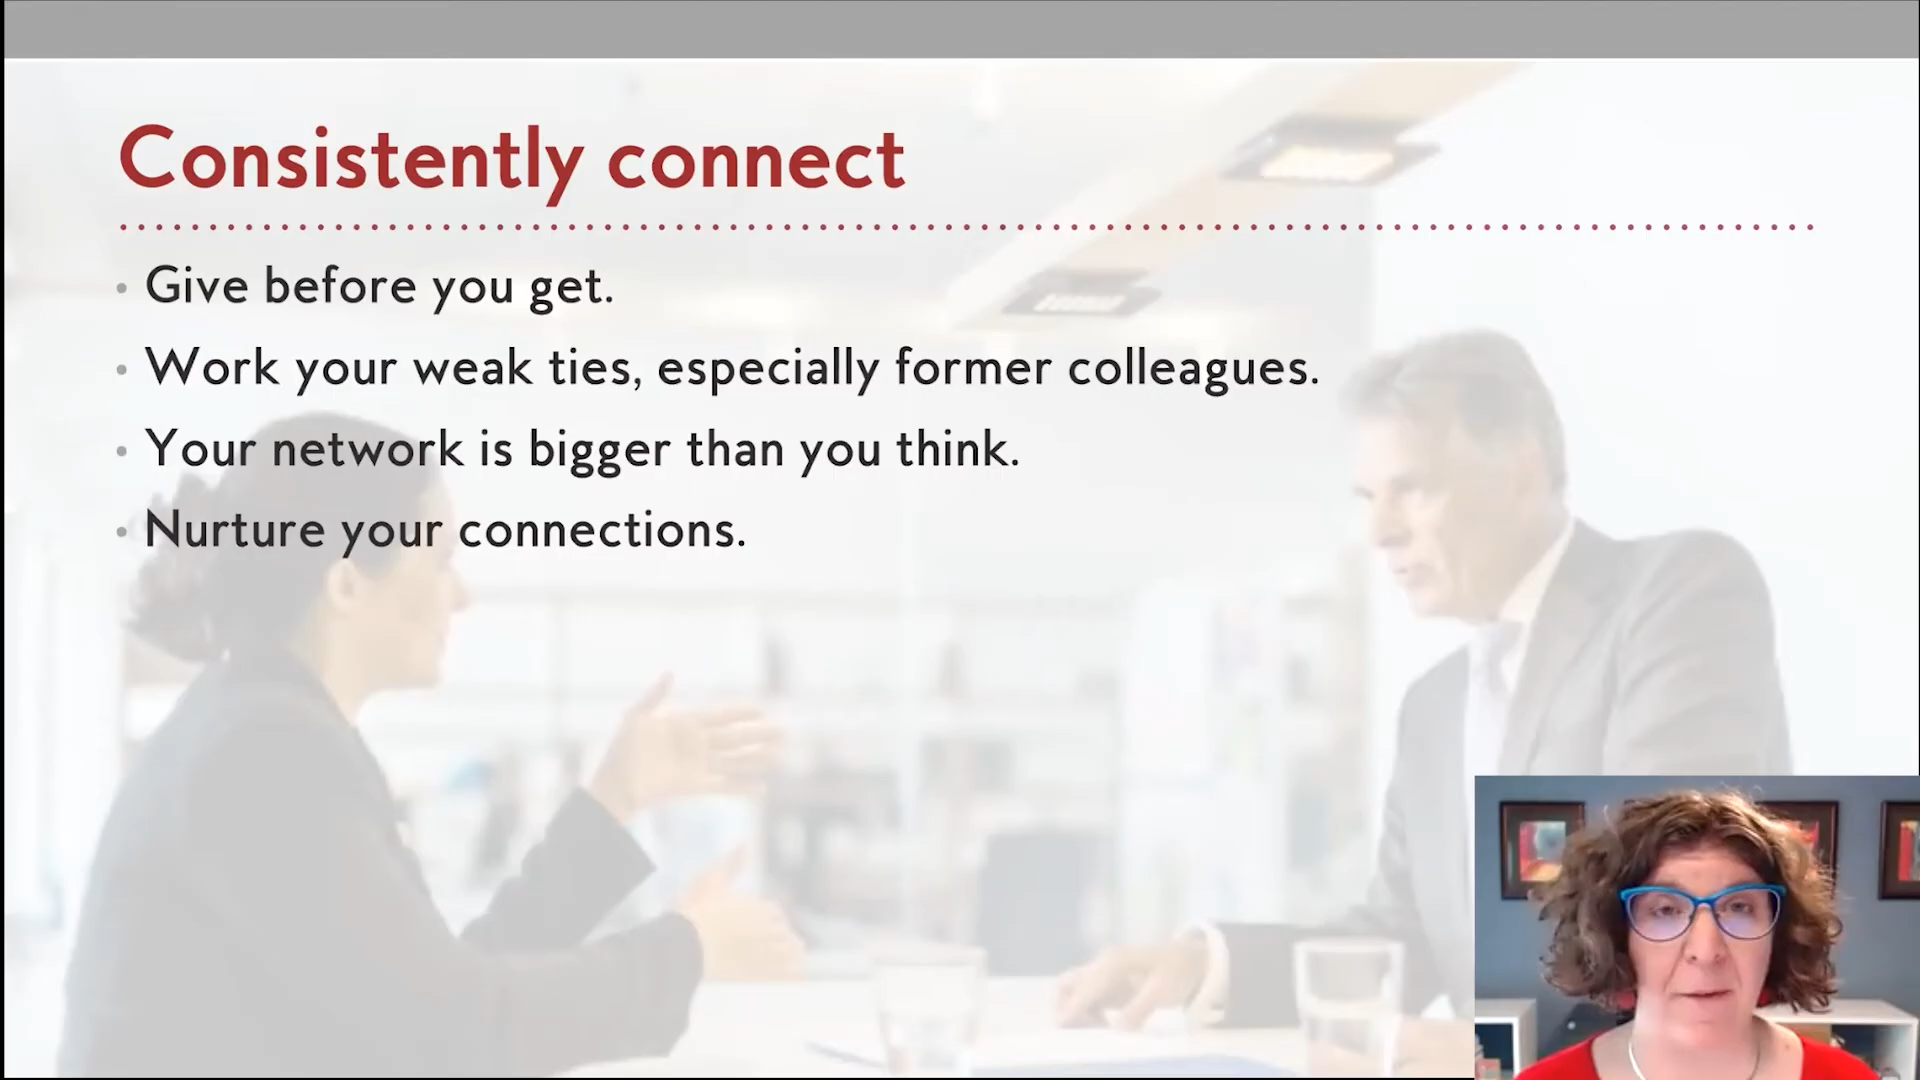 Consistently connect
Give before you get.
Work your weak ties, especially former colleagues.
Your network is bigger than you think.
Nurture your connections.